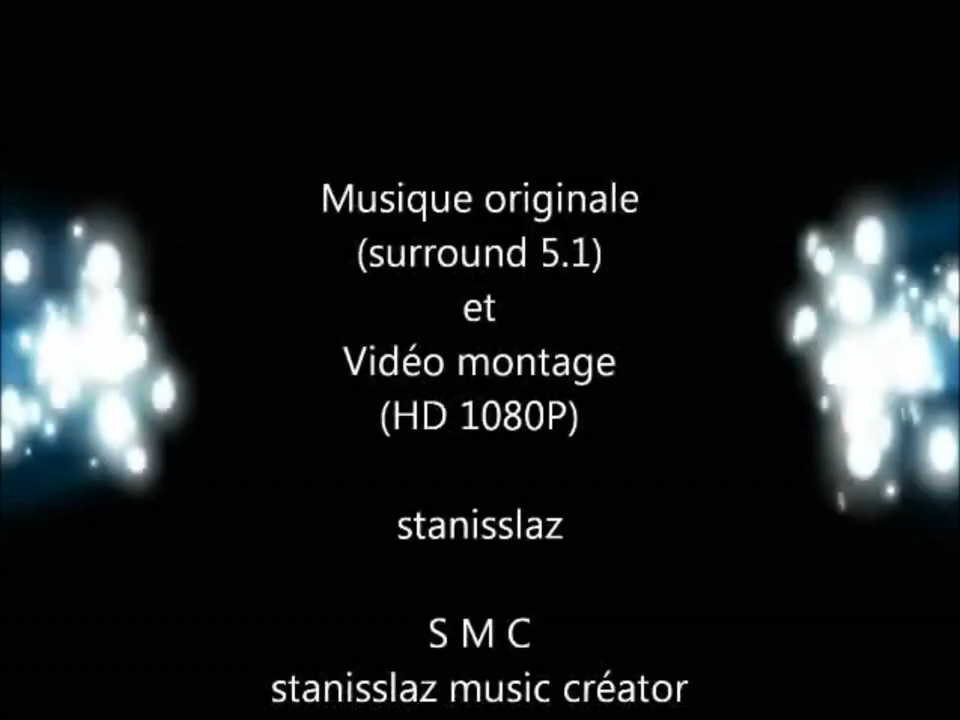 Musique originale
(surround 5.1)
et
Vidéo montage
(HD 1080P)
stanisslaz
S M C
stanisslaz music créator